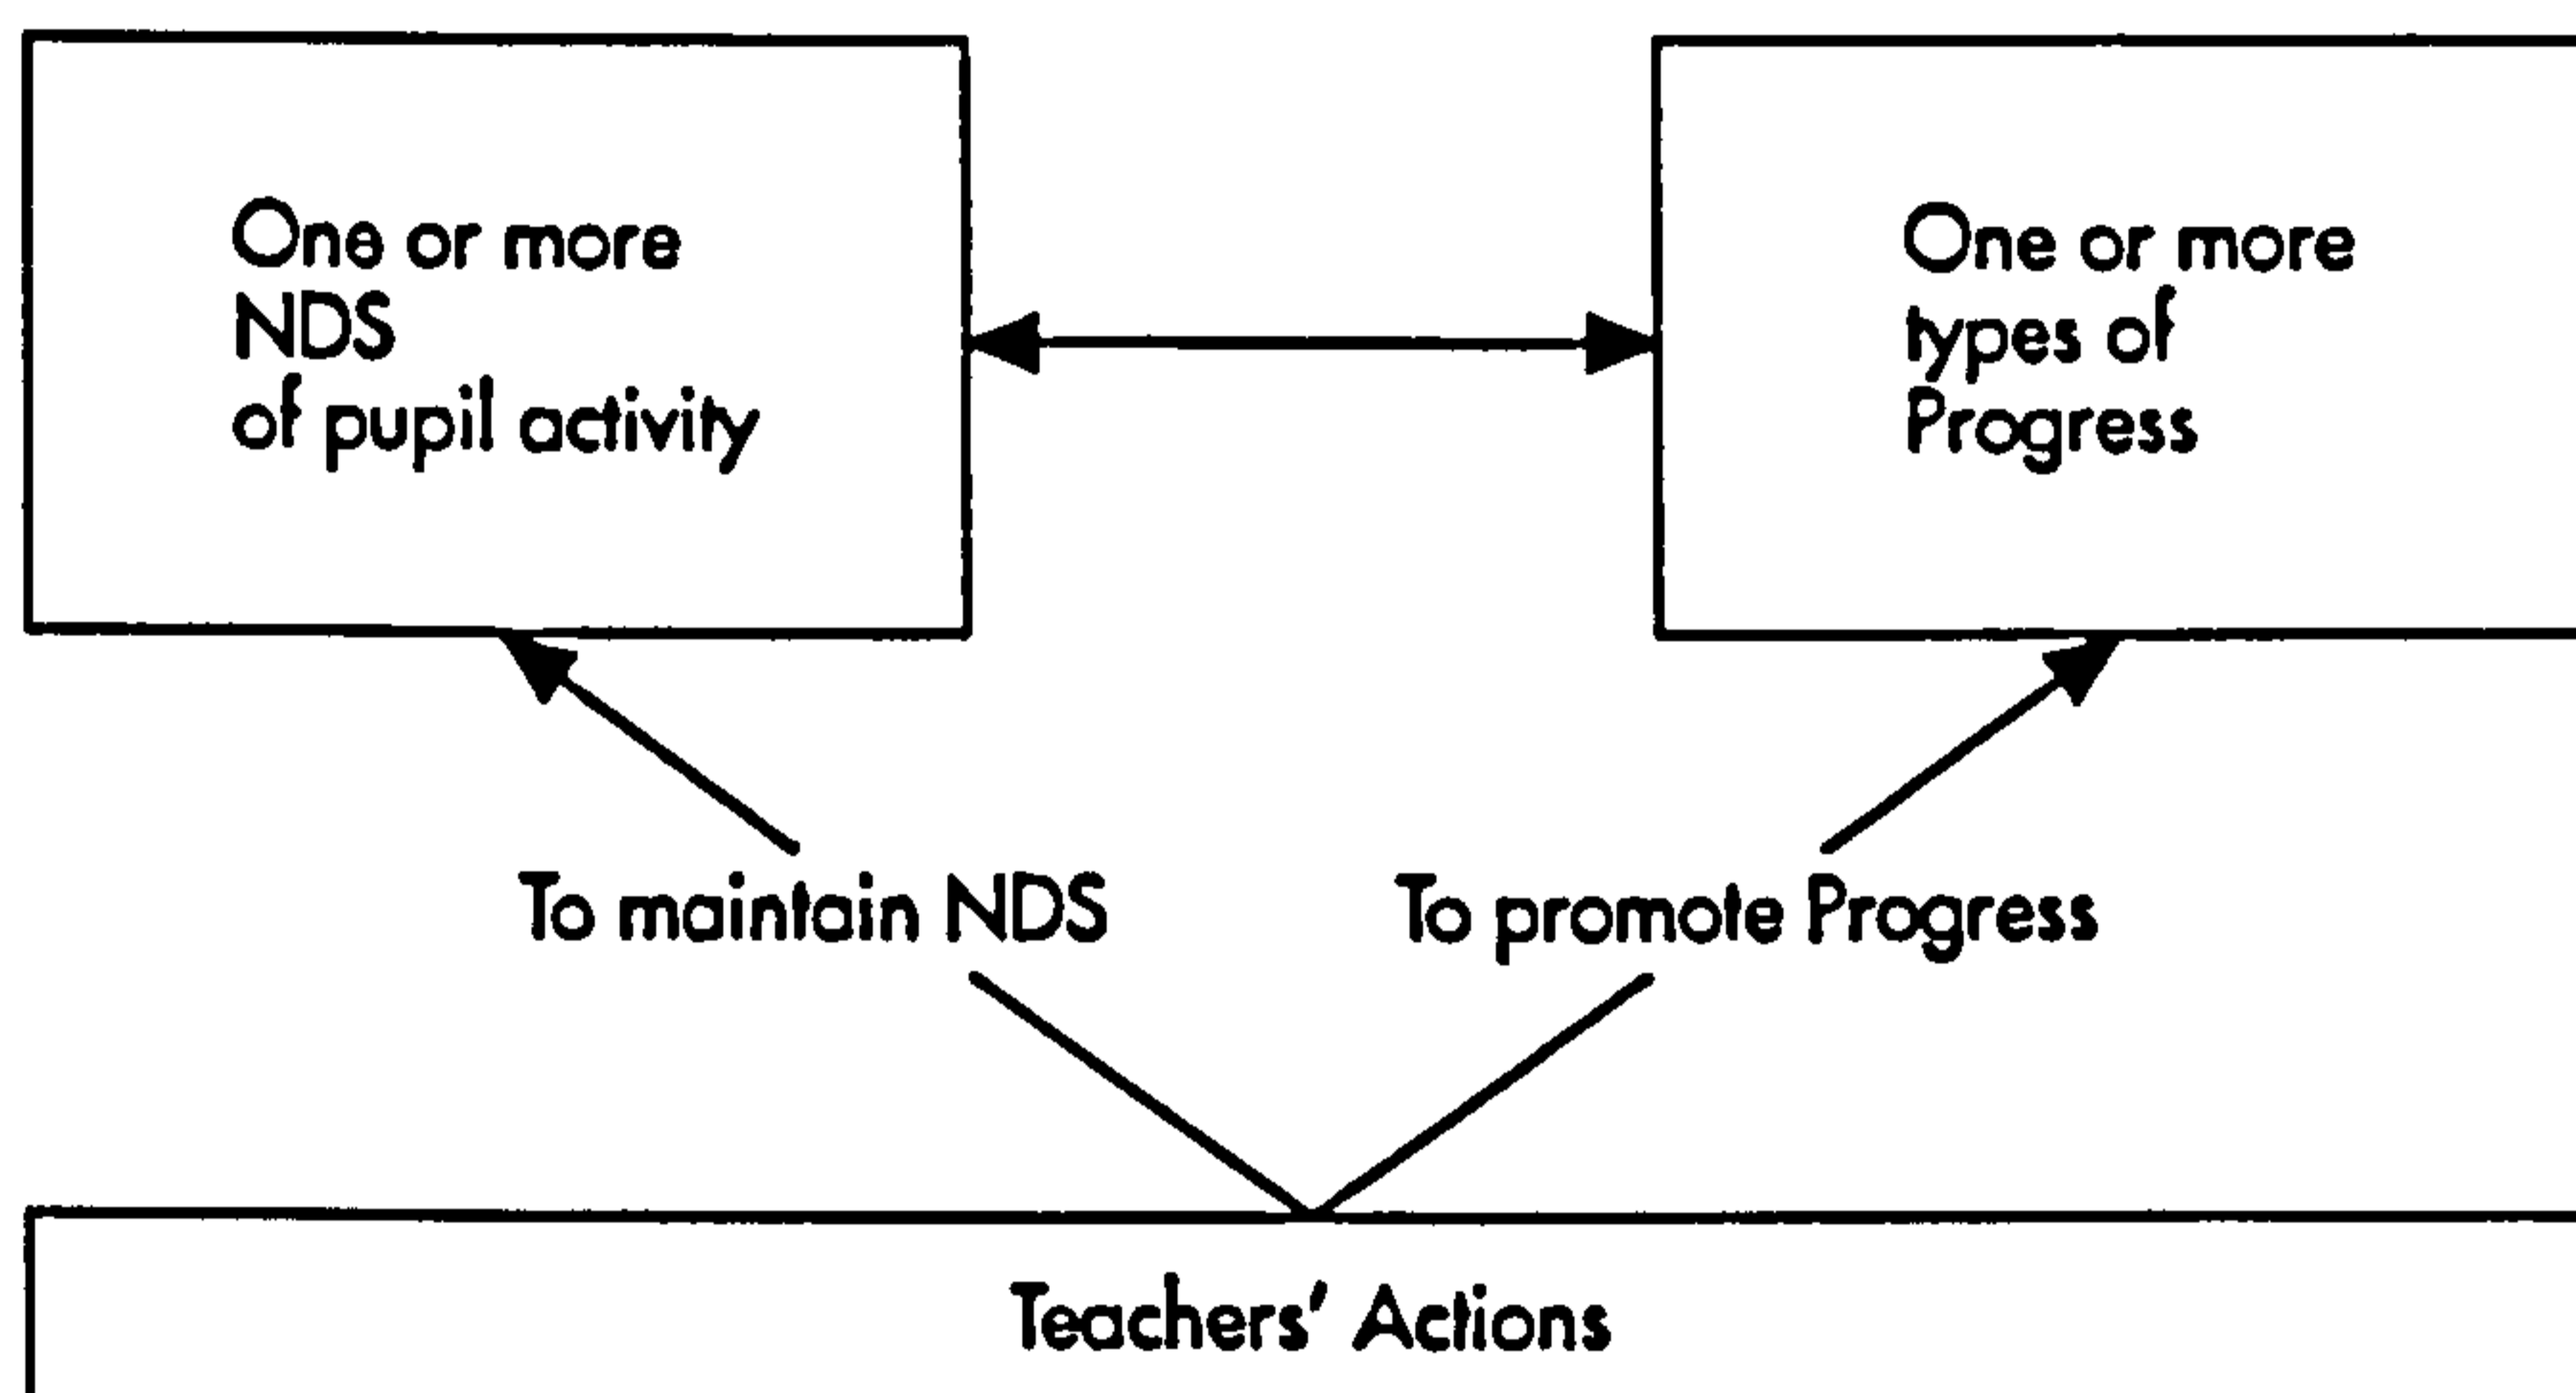 One or more
NDS
of pupil activity
One or more
types of
Progress
To maintain NDS
To promote Progress
Teachers' Actions